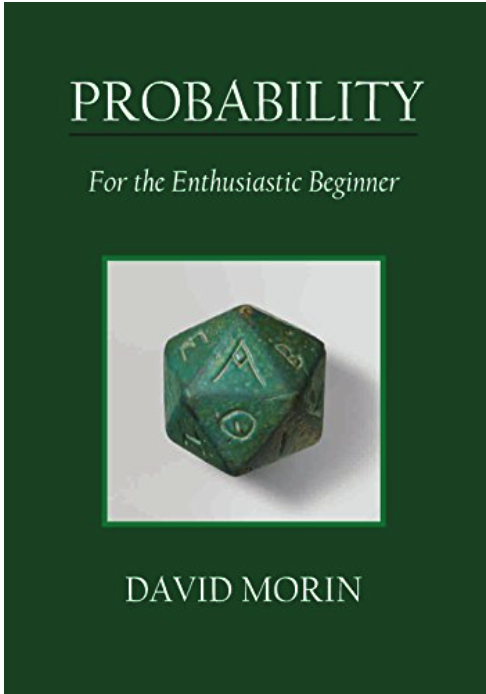 PROBABILITY
For the Enthusiastic Beginner
A
DAVID MORIN